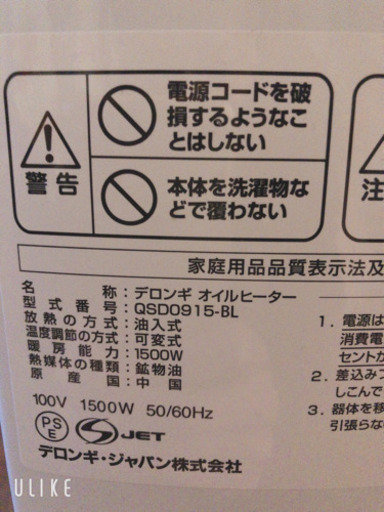 電源コードを破
損するようなこ
とはしない
警告
本体を洗濯物な
どで覆わない
注
家庭用品品質表示法及
名称：デロンギ オイルヒーター
型式番号：QSD0915-BL
放熱の方式：油入式
温度調節の方式：可変式
暖房能力：1500W
熱媒体の種類：鉱物油
原産国：中国
100V 1500W 50/60Hz
PS
E
S JET
デロンギ・ジャパン株式会社
1. 電源は
消費電
セントが
2. 差込みプ
しこんで
3. 器体を移
引張らな
ULIKE